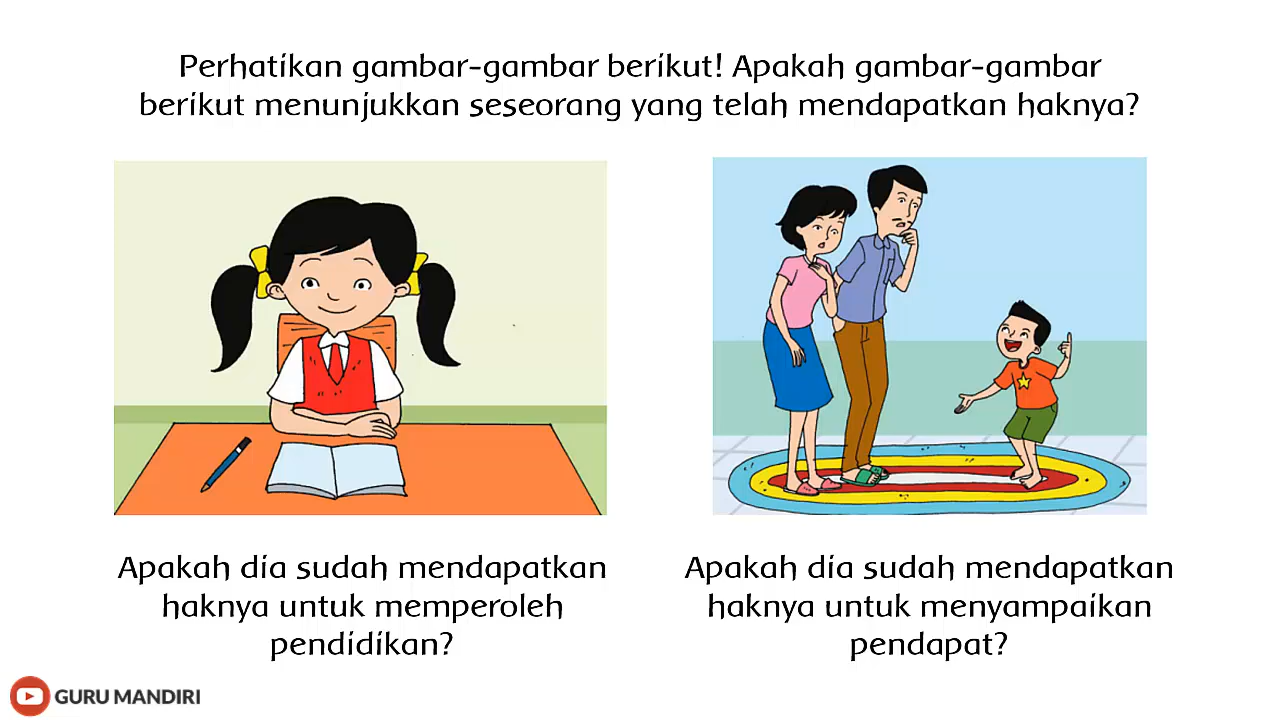 Perhatikan gambar-gambar berikut! Apakah gambar-gambar
berikut menunjukkan seseorang yang telah mendapatkan haknya?
Apakah dia sudah mendapatkan
haknya untuk memperoleh
pendidikan?
Apakah dia sudah mendapatkan
haknya untuk menyampaikan
pendapat?
GURU MANDIRI